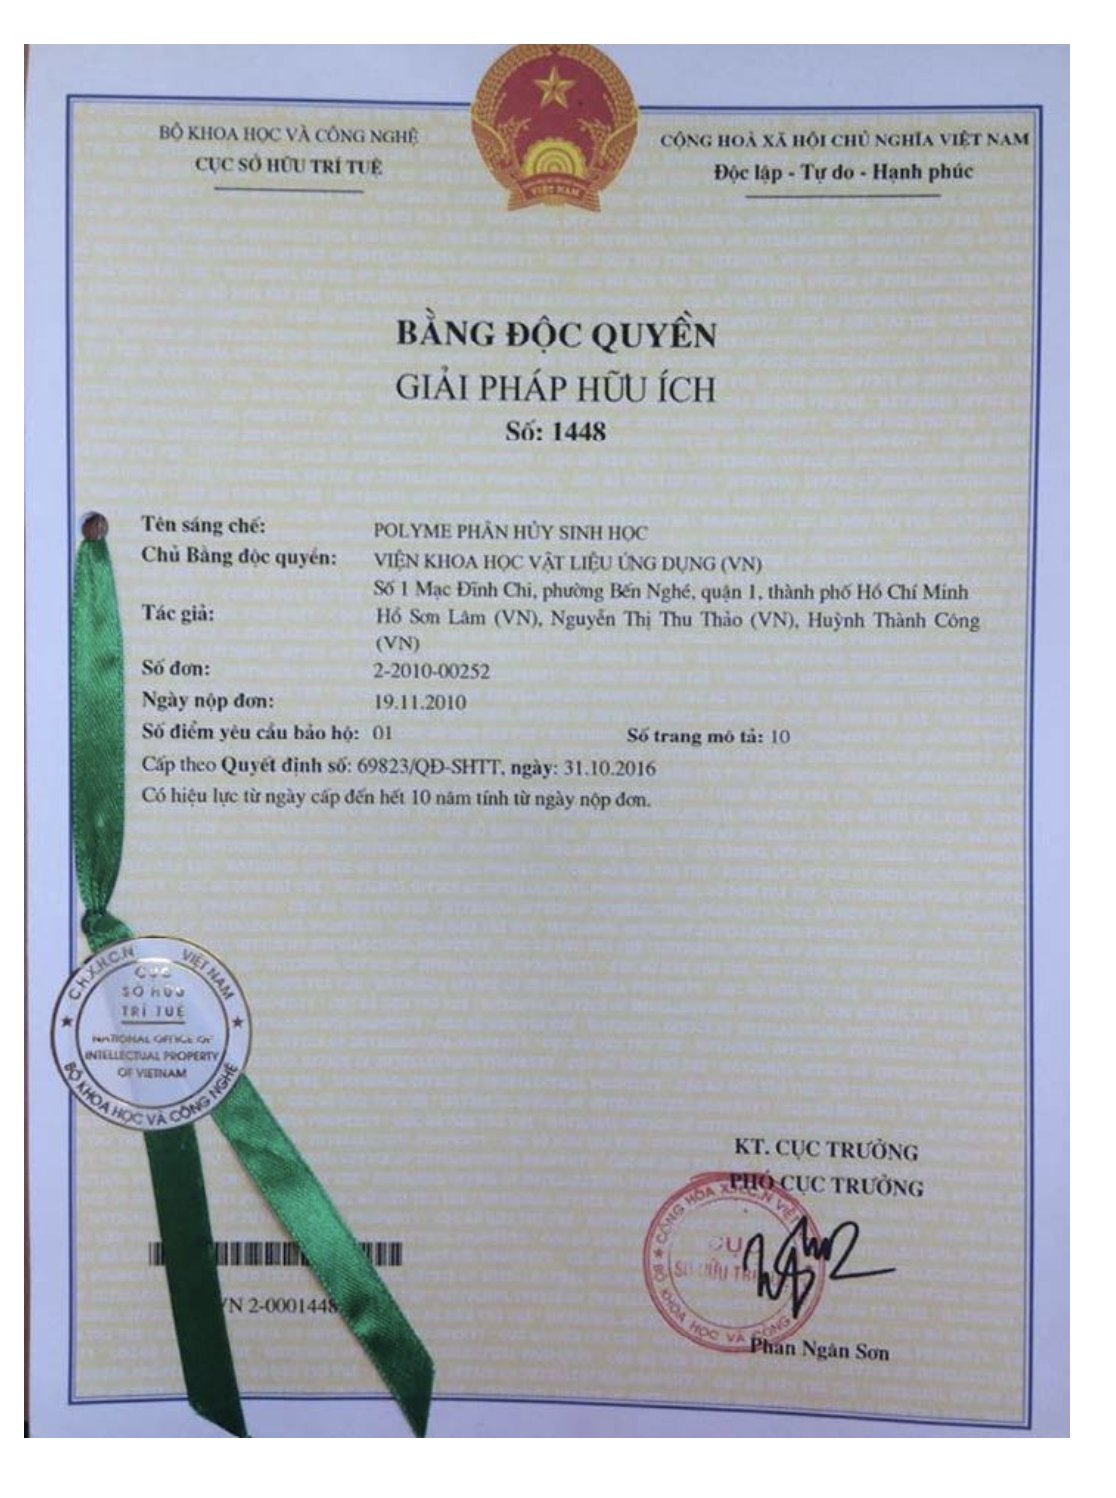 BỘ KHOA HỌC VÀ CÔNG NGHỆ
CỤC SỞ HỮU TRÍ TUỆ
CỘNG HOÀ XÃ HỘI CHỦ NGHĨA VIỆT NAM
Độc lập - Tự do - Hạnh phúc
VIỆT NAM
BẰNG ĐỘC QUYỀN
GIẢI PHÁP HỮU ÍCH
Số: 1448
Tên sáng chế: POLYME PHÂN HỦY SINH HỌC
Chủ Bằng độc quyền: VIỆN KHOA HỌC VẬT LIỆU ỨNG DỤNG (VN)
Số 1 Mạc Đĩnh Chi, phường Bến Nghé, quận 1, thành phố Hồ Chí Minh
Tác giả: Hồ Sơn Lâm (VN), Nguyễn Thị Thu Thảo (VN), Huỳnh Thành Công
(VN)
Số đơn: 2-2010-00252
Ngày nộp đơn: 19.11.2010
Số điểm yêu cầu bảo hộ: 01 Số trang mô tả: 10
Cấp theo Quyết định số: 69823/QĐ-SHTT, ngày: 31.10.2016
Có hiệu lực từ ngày cấp đến hết 10 năm tính từ ngày nộp đơn.
C.H.X.H.C.N VIỆT NAM
CỤC
SỞ HỮU
TRÍ TUỆ
NATIONAL OFFICE OF
INTELLECTUAL PROPERTY
OF VIETNAM
BỘ KHOA HỌC VÀ CÔNG NGHỆ
KT. CỤC TRƯỞNG
PHÓ CỤC TRƯỞNG
VN 2-0001448
Phan Ngân Sơn